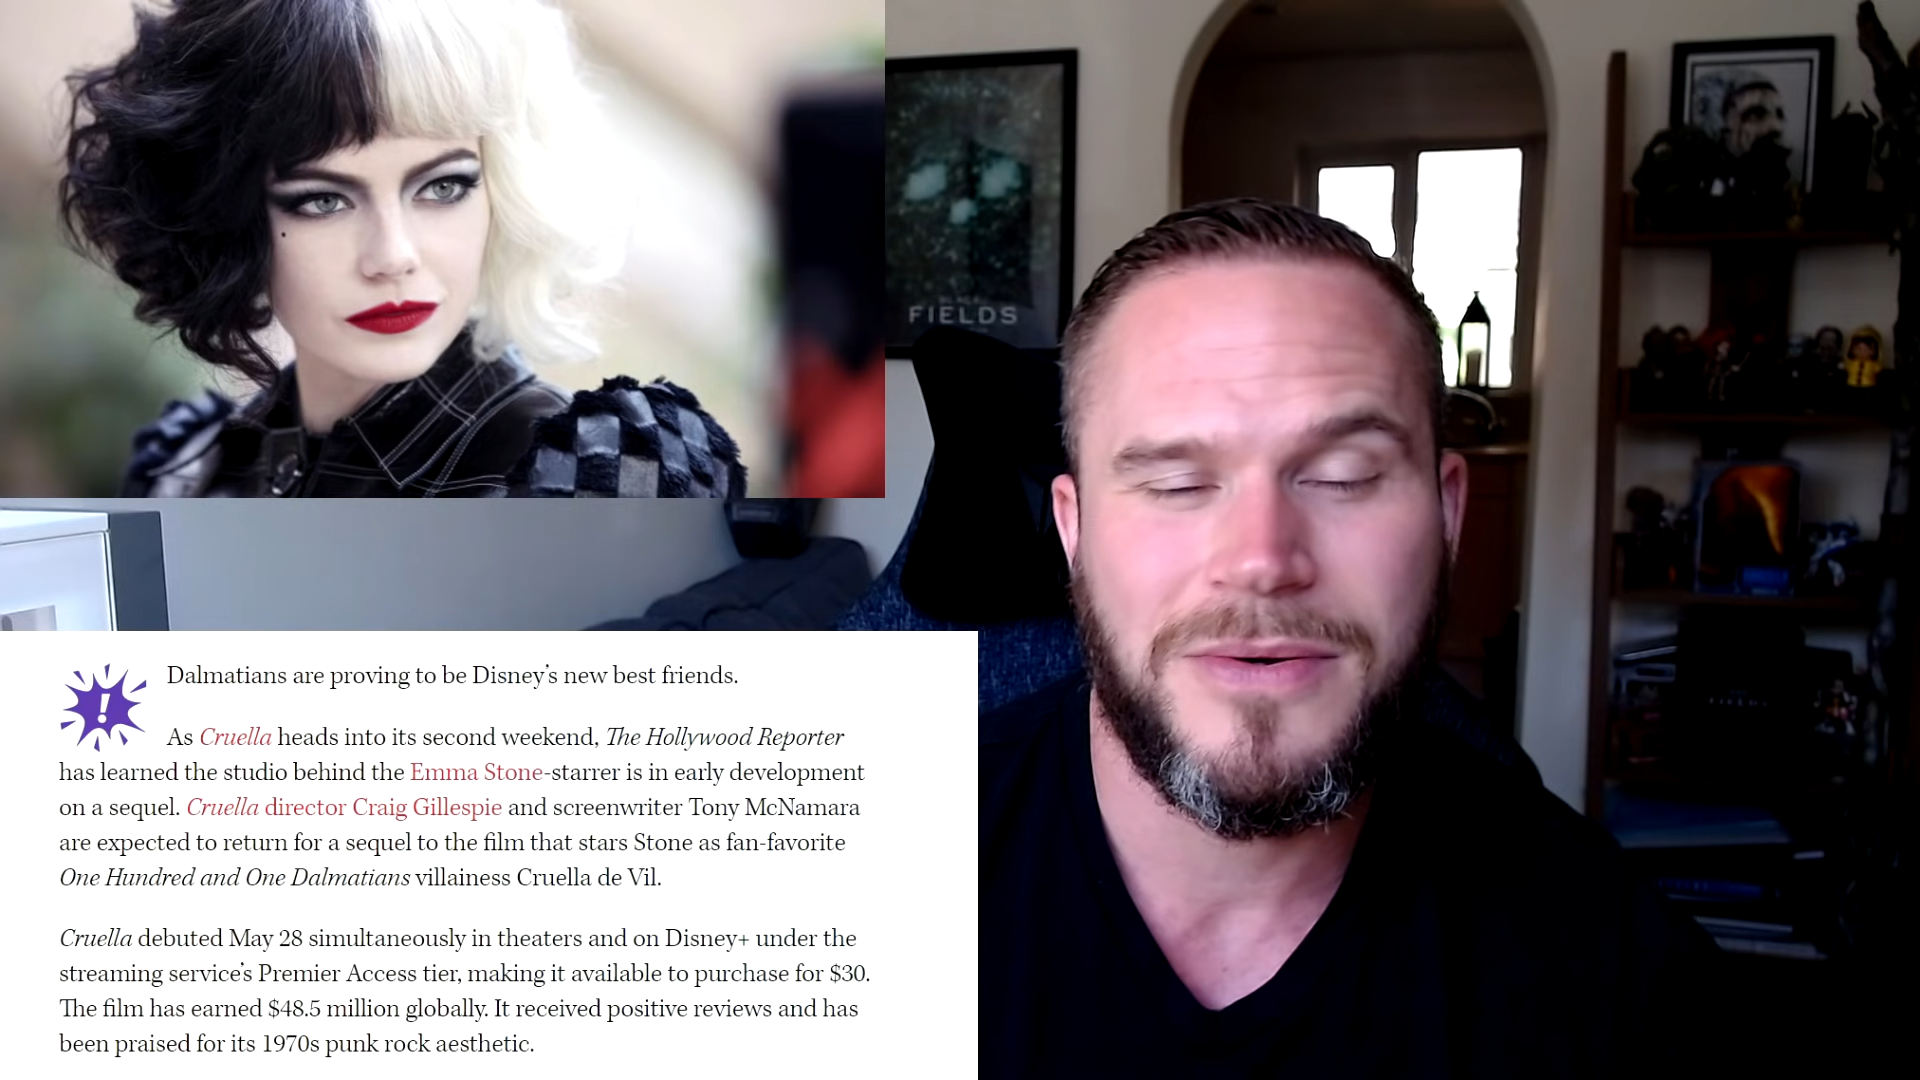 FIELDS
Dalmatians are proving to be Disney's new best friends.
As Cruella heads into its second weekend, The Hollywood Reporter
has learned the studio behind the Emma Stone-starrer is in early development
on a sequel. Cruella director Craig Gillespie and screenwriter Tony McNamara
are expected to return for a sequel to the film that stars Stone as fan-favorite
One Hundred and One Dalmatians villainess Cruella de Vil.
Cruella debuted May 28 simultaneously in theaters and on Disney+ under the
streaming service's Premier Access tier, making it available to purchase for $30.
The film has earned $48.5 million globally. It received positive reviews and has
been praised for its 1970s punk rock aesthetic.